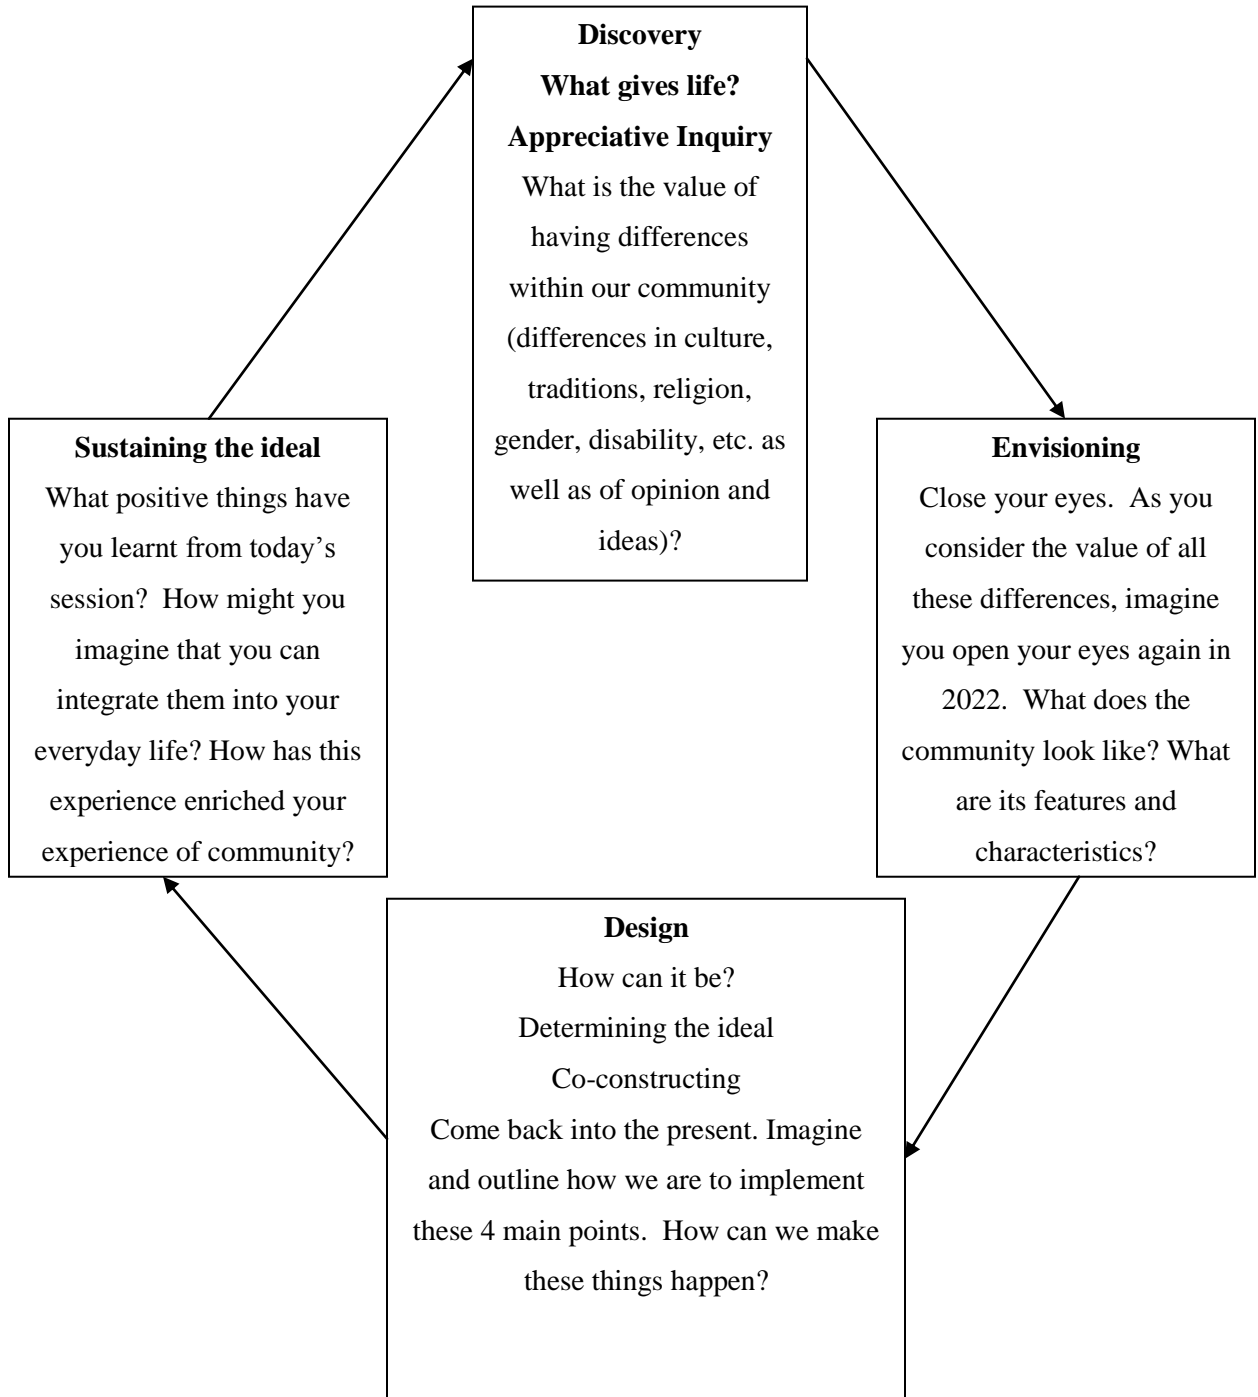 Discovery
What gives life?
Appreciative Inquiry
What is the value of
having differences
within our community
(differences in culture,
traditions, religion,
gender, disability, etc. as
well as of opinion and
ideas)?
Envisioning
Close your eyes.  As you
consider the value of all
these differences, imagine
you open your eyes again in
2022.  What does the
community look like? What
are its features and
characteristics?
Design
How can it be?
Determining the ideal
Co-constructing
Come back into the present. Imagine
and outline how we are to implement
these 4 main points.  How can we make
these things happen?
Sustaining the ideal
What positive things have
you learnt from today’s
session?  How might you
imagine that you can
integrate them into your
everyday life? How has this
experience enriched your
experience of community?